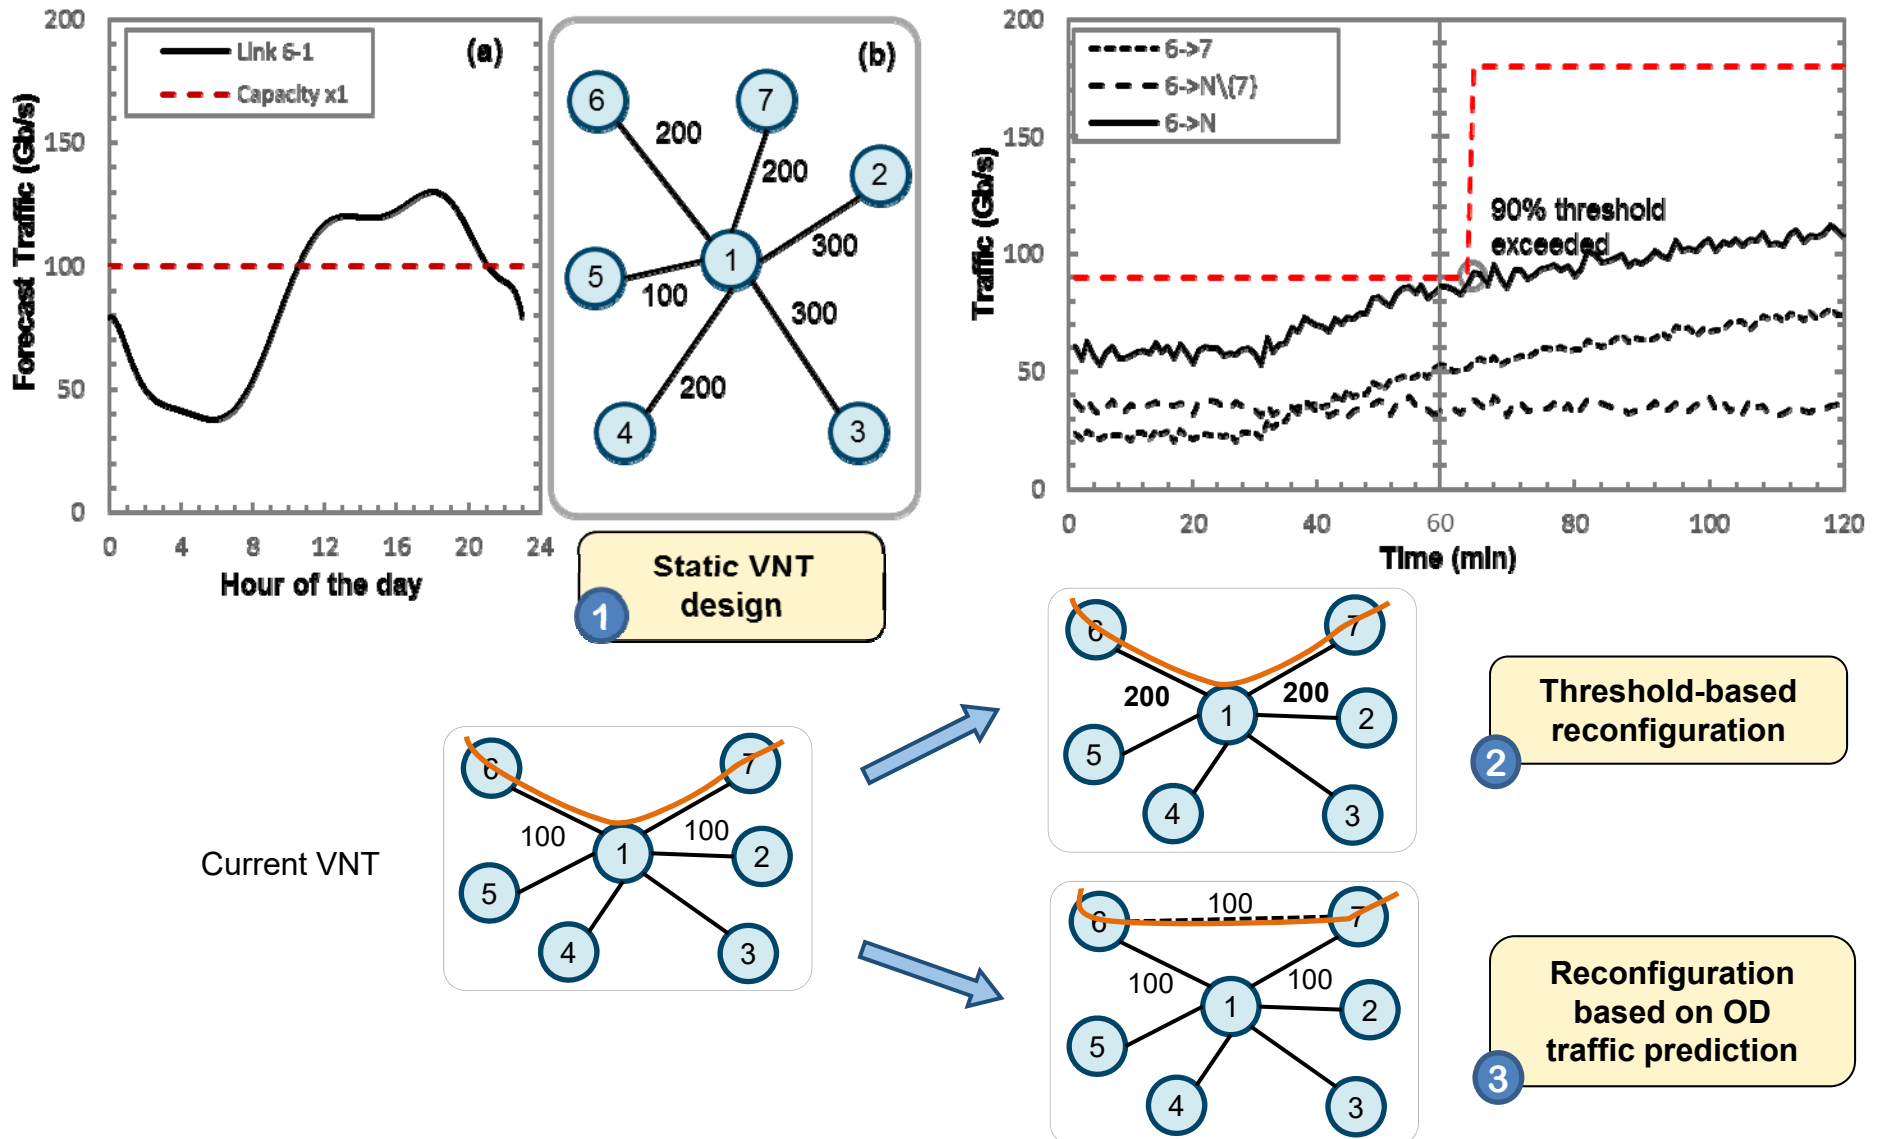 200
150
100
50
0
Forecast Traffic (Gb/s)
Link 6-1
Capacity x1
(a)
0 4 8 12 16 20 24
Hour of the day
(b)
6
7
2
1
5
4
3
200
200
300
100
300
200
Static VNT
design
1
200
150
100
50
0
Traffic (Gb/s)
6->7
6->N\{7}
6->N
90% threshold
exceeded
0 20 40 60 80 100 120
Time (min)
Current VNT
6
7
100
100
1
2
5
4
3
6
7
200
200
1
2
5
4
3
Threshold-based
reconfiguration
2
6
100
7
100
100
1
2
5
4
3
Reconfiguration
based on OD
traffic prediction
3